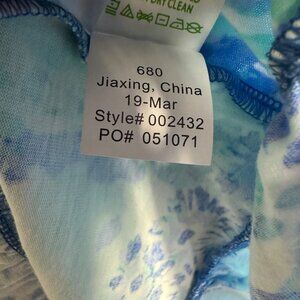 DRY CLEAN
680
Jiaxing, China
19-Mar
Style# 002432
PO# 051071